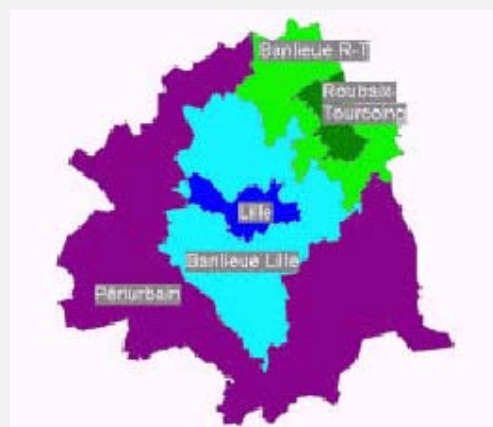 Banlieue R-T
Roubaix-
Tourcoing
Lille
Banlieue Lille
Périurbain